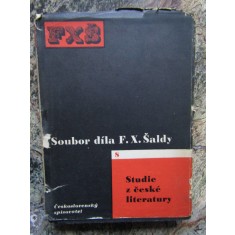 FXŠ
Soubor díla F. X. Šaldy
8
Studie
z české
literatury
Československý
spisovatel